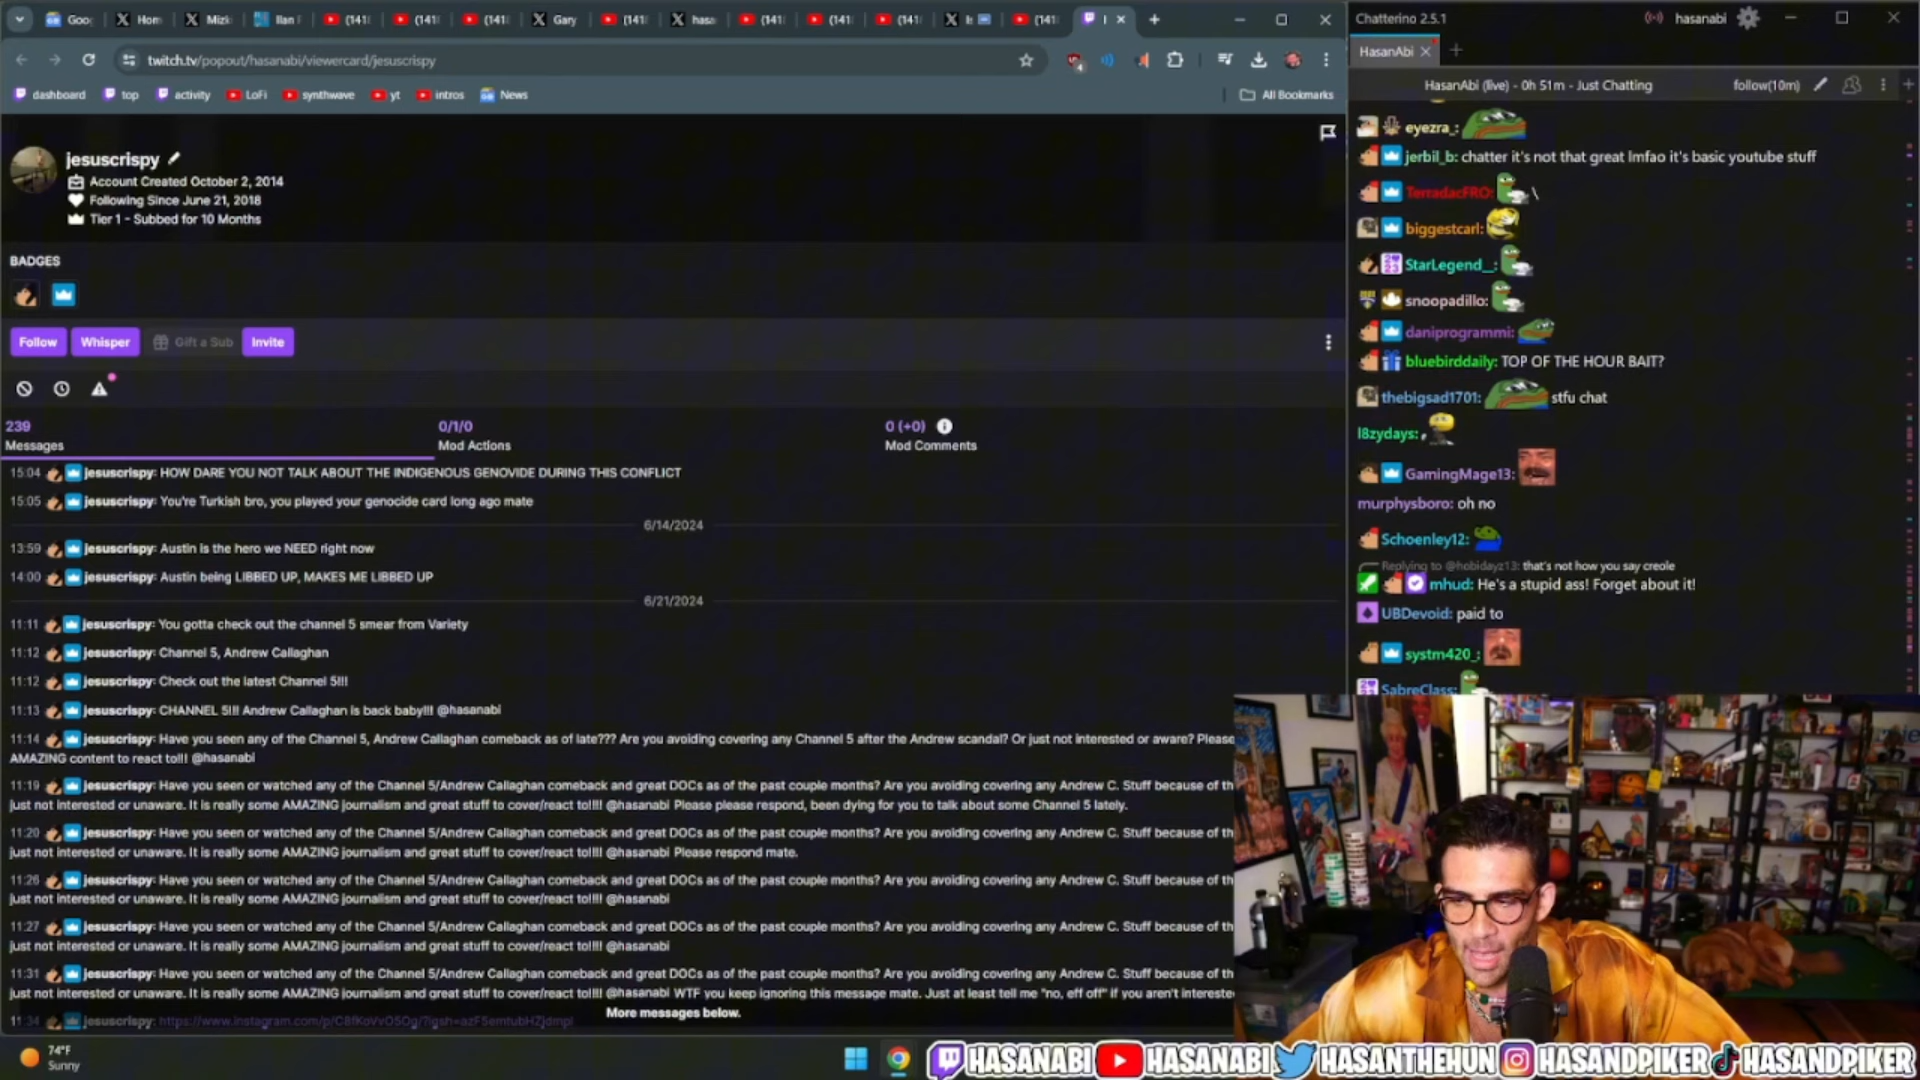 Goog
Hom
Mizki
Ilan F
(141
(141
(141
Gary
(141
hasa
(141
(141
(141
(141
twitch.tv/popout/hasanabi/viewercard/jesuscrispy
dashboard
top
activity
LoFi
synthwave
yt
intros
News
All Bookmarks
jesuscrispy
Account Created October 2, 2014
Following Since June 21, 2018
Tier 1 - Subbed for 10 Months
BADGES
Follow
Whisper
Gift a Sub
Invite
239
Messages
0/1/0
Mod Actions
0 (+0)
Mod Comments
15:04 jesuscrispy: HOW DARE YOU NOT TALK ABOUT THE INDIGENOUS GENOVIDE DURING THIS CONFLICT
15:05 jesuscrispy: You're Turkish bro, you played your genocide card long ago mate
6/14/2024
13:59 jesuscrispy: Austin is the hero we NEED right now
14:00 jesuscrispy: Austin being LIBBED UP, MAKES ME LIBBED UP
6/21/2024
11:11 jesuscrispy: You gotta check out the channel 5 smear from Variety
11:12 jesuscrispy: Channel 5, Andrew Callaghan
11:12 jesuscrispy: Check out the latest Channel 5!!!
11:13 jesuscrispy: CHANNEL 5!!! Andrew Callaghan is back baby!!! @hasanabi
11:14 jesuscrispy: Have you seen any of the Channel 5, Andrew Callaghan comeback as of late??? Are you avoiding covering any Channel 5 after the Andrew scandal? Or just not interested or aware? Please
AMAZING content to react to!!! @hasanabi
11:19 jesuscrispy: Have you seen or watched any of the Channel 5/Andrew Callaghan comeback and great DOCs as of the past couple months? Are you avoiding covering any Andrew C. Stuff because of th
just not interested or unaware. It is really some AMAZING journalism and great stuff to cover/react to!!!! @hasanabi Please please respond, been dying for you to talk about some Channel 5 lately.
11:20 jesuscrispy: Have you seen or watched any of the Channel 5/Andrew Callaghan comeback and great DOCs as of the past couple months? Are you avoiding covering any Andrew C. Stuff because of th
just not interested or unaware. It is really some AMAZING journalism and great stuff to cover/react to!!!! @hasanabi Please respond mate.
11:26 jesuscrispy: Have you seen or watched any of the Channel 5/Andrew Callaghan comeback and great DOCs as of the past couple months? Are you avoiding covering any Andrew C. Stuff because of th
just not interested or unaware. It is really some AMAZING journalism and great stuff to cover/react to!!!! @hasanabi
11:27 jesuscrispy: Have you seen or watched any of the Channel 5/Andrew Callaghan comeback and great DOCs as of the past couple months? Are you avoiding covering any Andrew C. Stuff because of th
just not interested or unaware. It is really some AMAZING journalism and great stuff to cover/react to!!!! @hasanabi
11:31 jesuscrispy: Have you seen or watched any of the Channel 5/Andrew Callaghan comeback and great DOCs as of the past couple months? Are you avoiding covering any Andrew C. Stuff because of th
just not interested or unaware. It is really some AMAZING journalism and great stuff to cover/react to!!!! @hasanabi WTF you keep ignoring this message mate. Just at least tell me "no, eff off" if you aren't intereste
More messages below.
11:34 jesuscrispy:
74°F
Sunny
Chatterino 2.5.1
hasanabi
HasanAbi
HasanAbi (live) - 0h 51m - Just Chatting
follow(10m)
eyezra_:
jerbil_b: chatter it's not that great lmfao it's basic youtube stuff
TerradacFRO: \
biggestcarl:
StarLegend__:
snoopadillo:
daniprogrammi:
bluebirddaily: TOP OF THE HOUR BAIT?
thebigsad1701: stfu chat
l8zydays: ,
GamingMage13:
murphysboro: oh no
Schoenley12:
Replying to @hobidayz13: that's not how you say creole
mhud: He's a stupid ass! Forget about it!
UBDevoid: paid to
systm420_:
SabreClass:
HASANABI
HASANABI
HASANTHEHUN
HASANDPIKER
HASANDPIKER